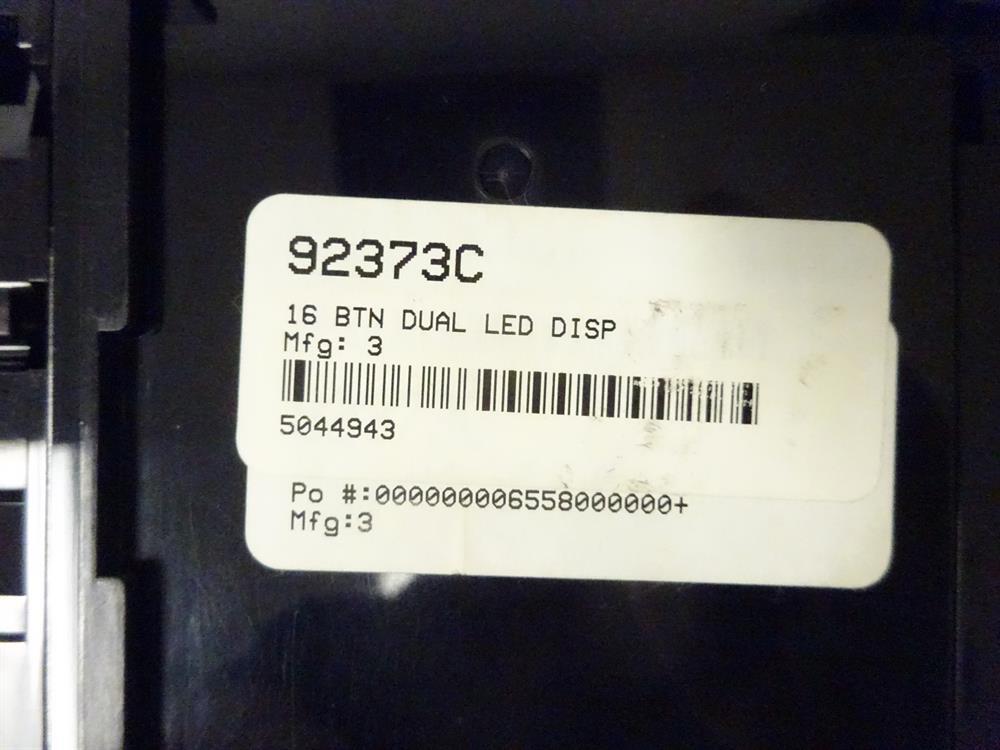 92373C
16 BTN DUAL LED DISP
Mfg: 3
5044943
Po #:000000006558000000+
Mfg:3